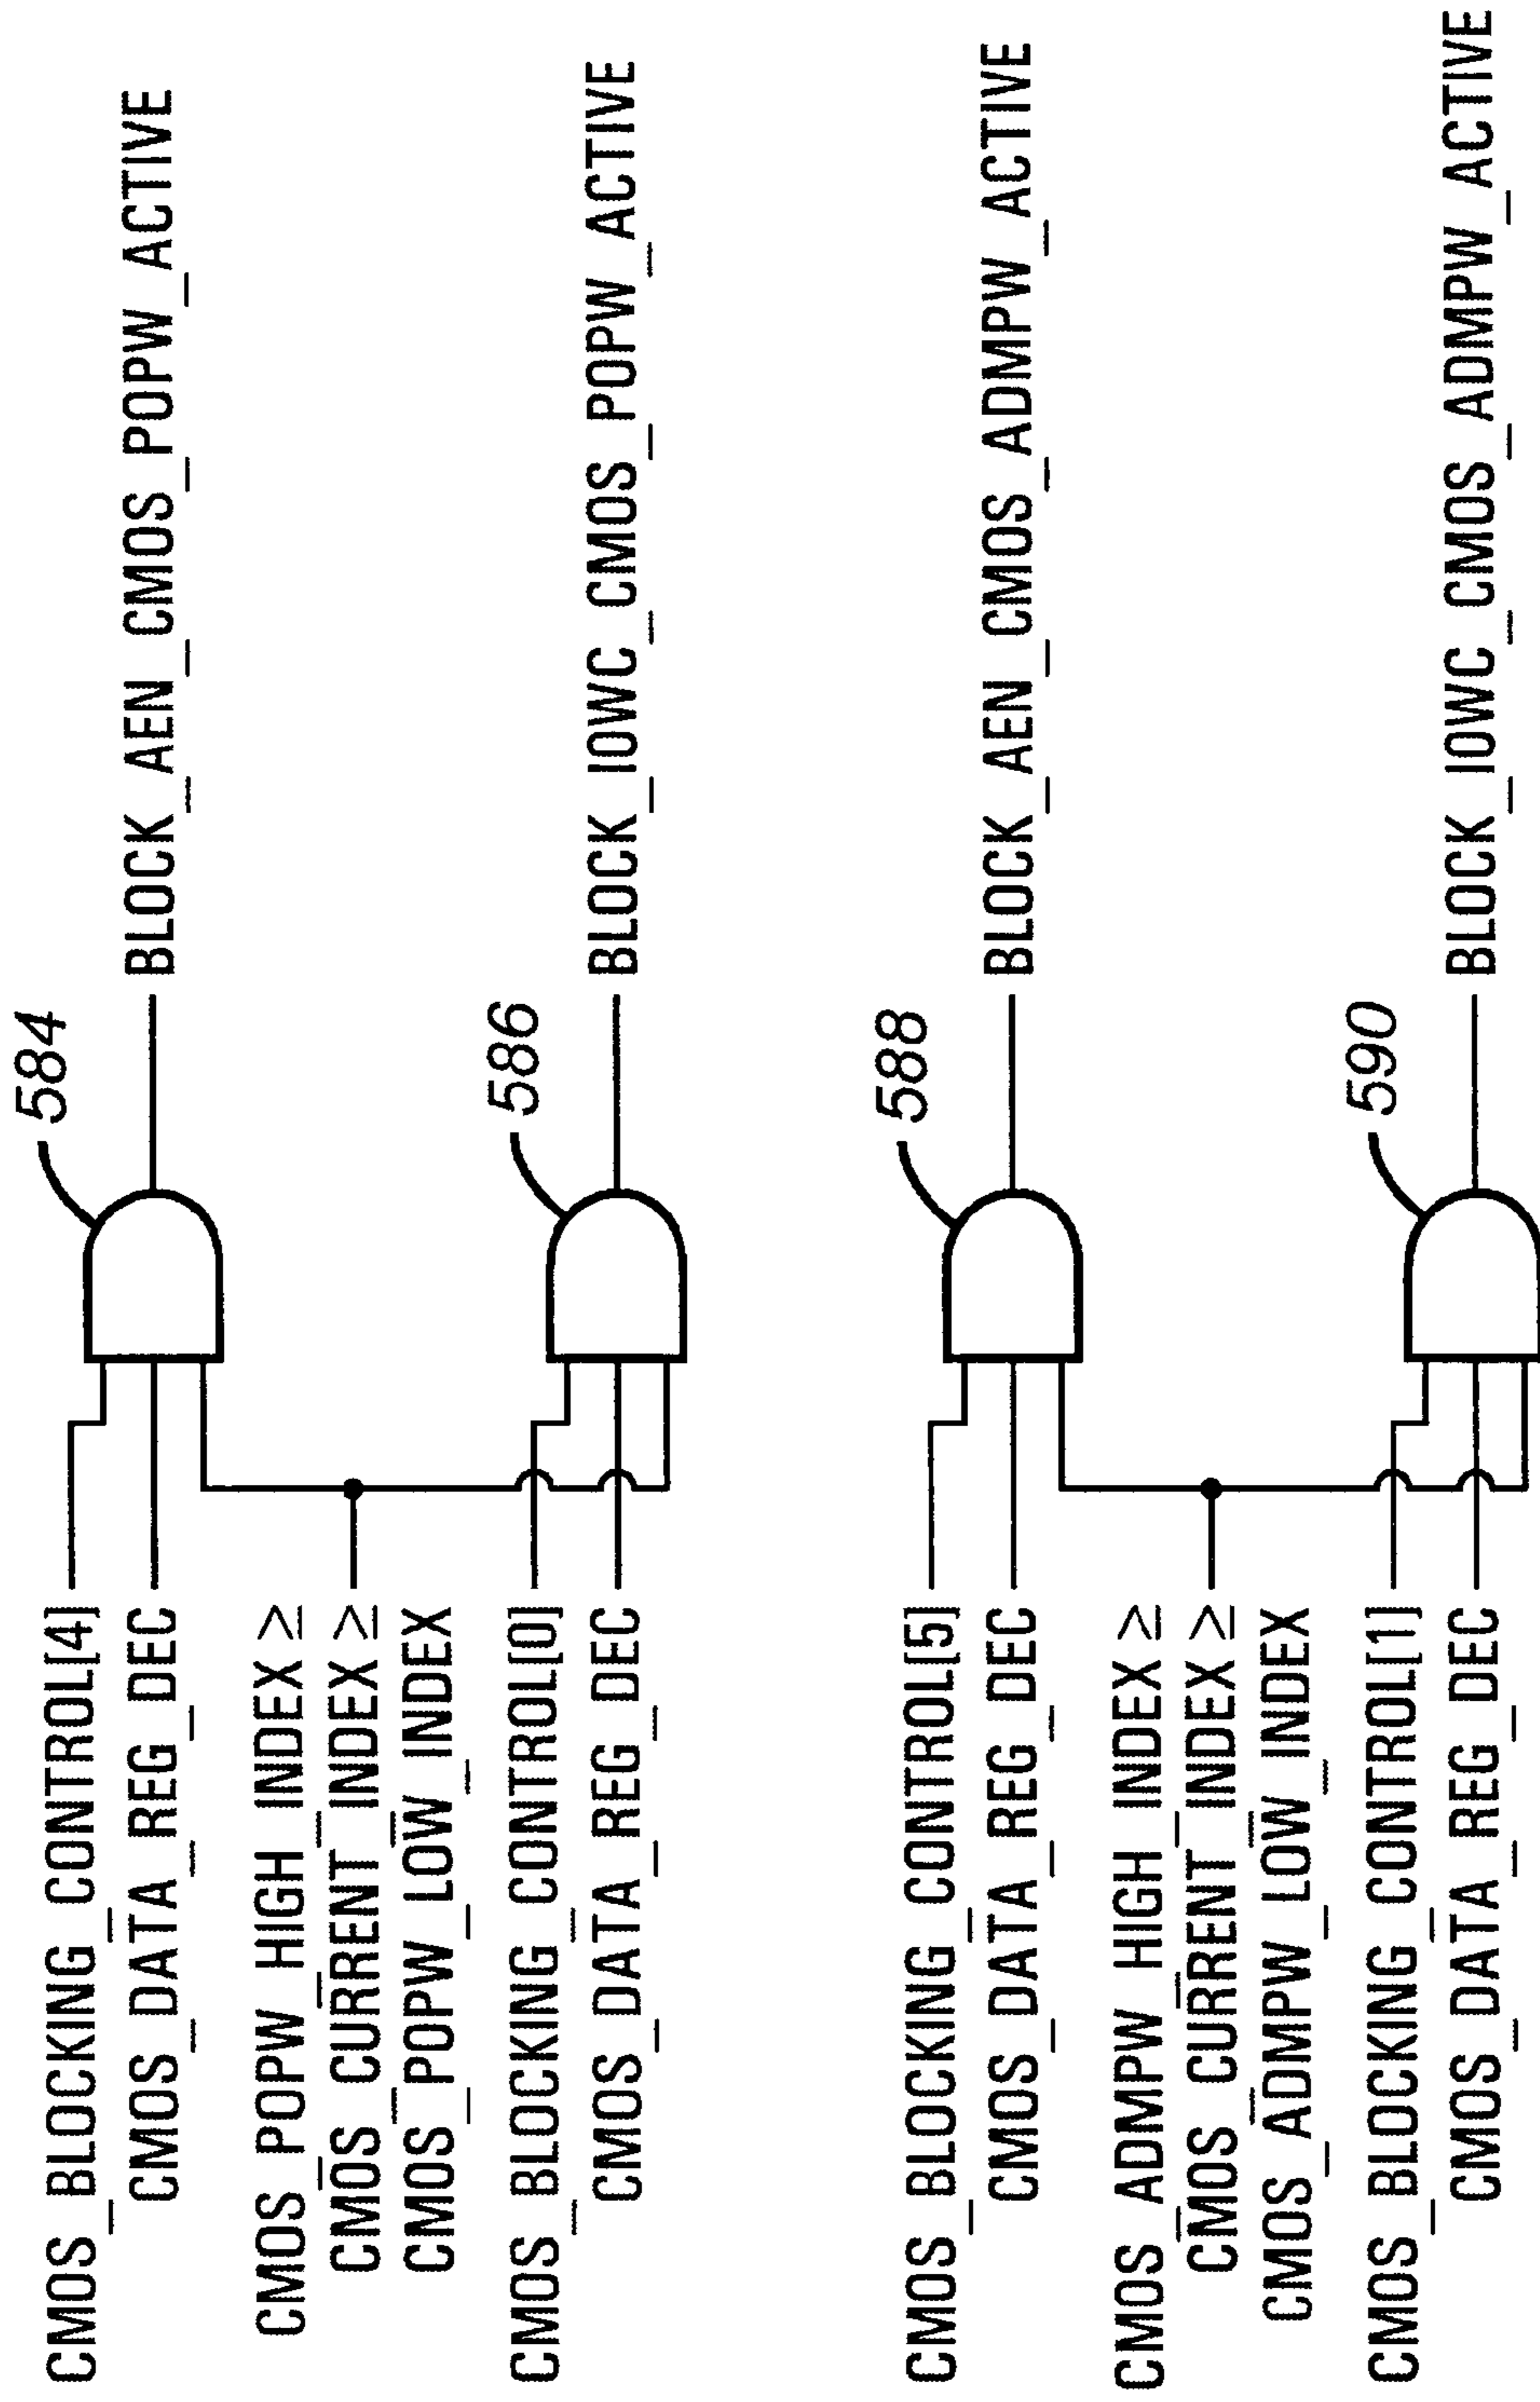 CMOS_BLOCKING_CONTROL[4]
CMOS_DATA_REG_DEC
584
BLOCK_AEN_CMOS_POPW_ACTIVE
CMOS_POPW_HIGH_INDEX ≥
CMOS_CURRENT_INDEX ≥
CMOS_POPW_LOW_INDEX
CMOS_BLOCKING_CONTROL[0]
CMOS_DATA_REG_DEC
586
BLOCK_IOWC_CMOS_POPW_ACTIVE
CMOS_BLOCKING_CONTROL[5]
CMOS_DATA_REG_DEC
588
BLOCK_AEN_CMOS_ADMPW_ACTIVE
CMOS_ADMPW_HIGH_INDEX ≥
CMOS_CURRENT_INDEX ≥
CMOS_ADMPW_LOW_INDEX
CMOS_BLOCKING_CONTROL[1]
CMOS_DATA_REG_DEC
590
BLOCK_IOWC_CMOS_ADMPW_ACTIVE